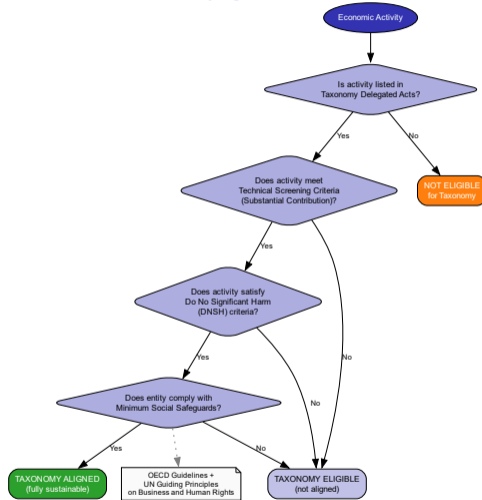 Economic Activity
Is activity listed in
Taxonomy Delegated Acts?
Yes
No
Does activity meet
Technical Screening Criteria
(Substantial Contribution)?
NOT ELIGIBLE
for Taxonomy
Yes
No
Does activity satisfy
Do No Significant Harm
(DNSH) criteria?
Yes
No
Does entity comply with
Minimum Social Safeguards?
Yes
No
TAXONOMY ALIGNED
(fully sustainable)
OECD Guidelines +
UN Guiding Principles
on Business and Human Rights
TAXONOMY ELIGIBLE
(not aligned)